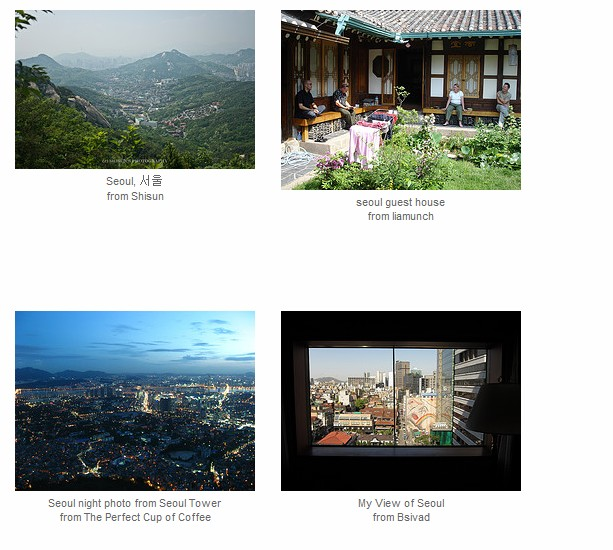 Seoul, 서울
from Shisun
seoul guest house
from liamunch
Seoul night photo from Seoul Tower
from The Perfect Cup of Coffee
My View of Seoul
from Bsivad